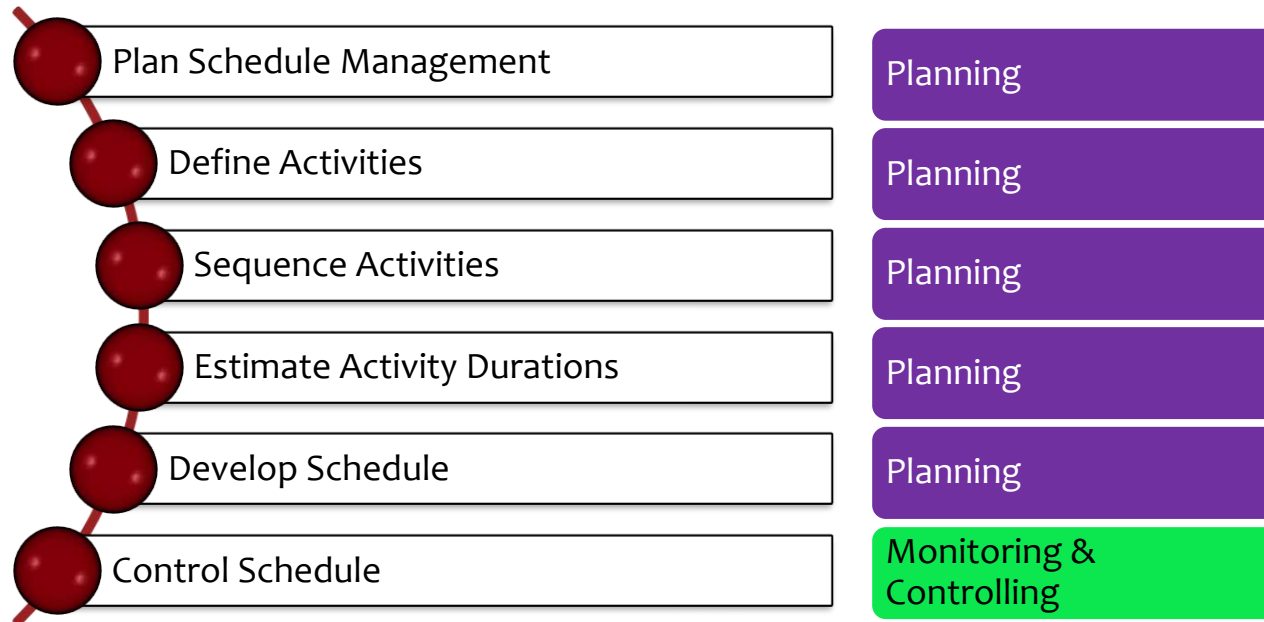 Plan Schedule Management
Planning
Define Activities
Planning
Sequence Activities
Planning
Estimate Activity Durations
Planning
Develop Schedule
Planning
Control Schedule
Monitoring &
Controlling